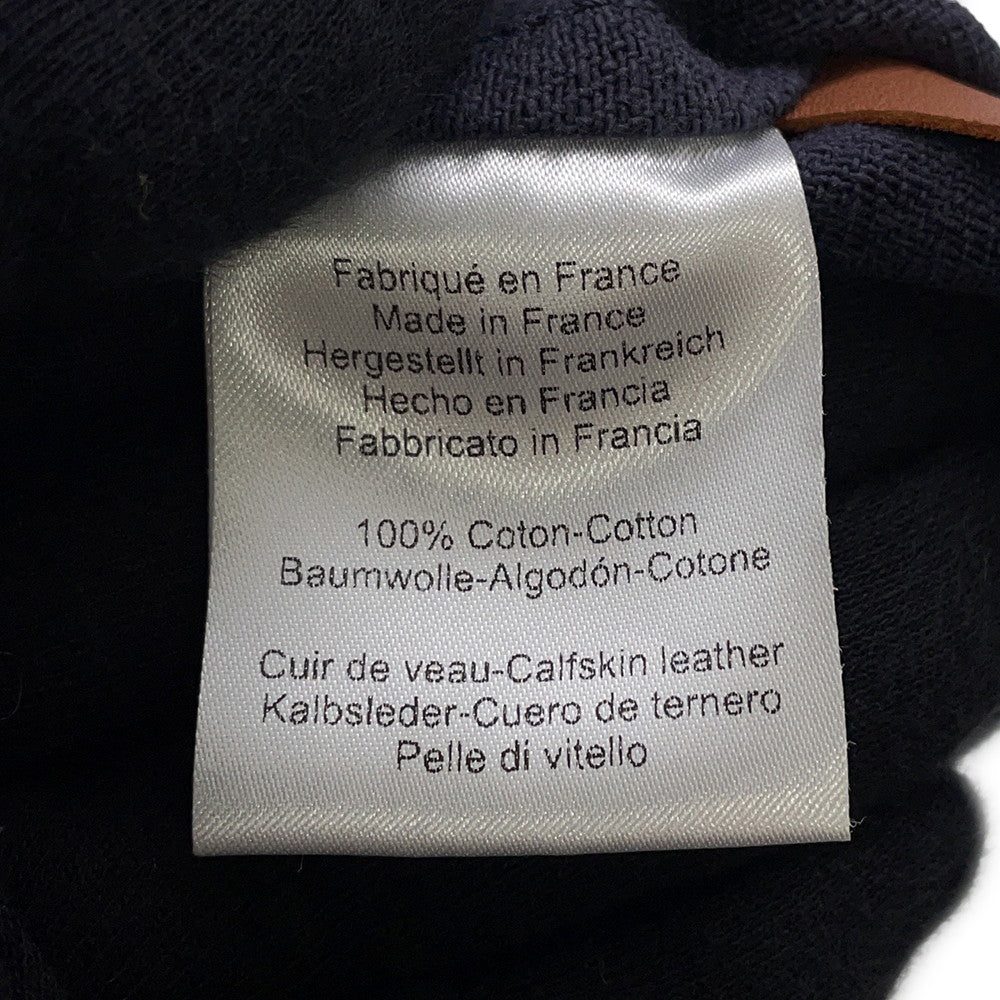 Fabriqué en France
Made in France
Hergestellt in Frankreich
Hecho en Francia
Fabbricato in Francia
100% Coton-Cotton
Baumwolle-Algodón-Cotone
Cuir de veau-Calfskin leather
Kalbsleder-Cuero de ternero
Pelle di vitello